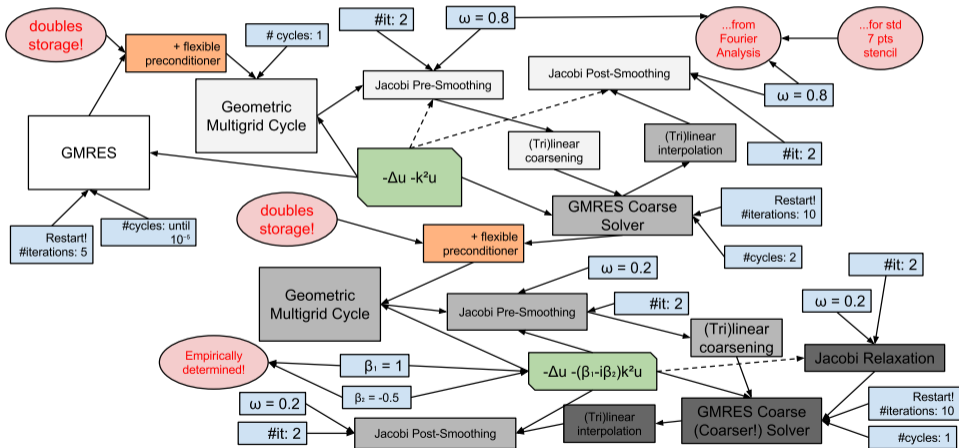 doubles
storage!
+ flexible
preconditioner
# cycles: 1
#it: 2
ω = 0.8
...from
Fourier
Analysis
...for std
7 pts
stencil
Geometric
Multigrid Cycle
Jacobi Pre-Smoothing
Jacobi Post-Smoothing
ω = 0.8
GMRES
(Tri)linear
coarsening
(Tri)linear
interpolation
#it: 2
-Δu -k²u
doubles
storage!
GMRES Coarse
Solver
Restart!
#iterations: 10
Restart!
#iterations: 5
#cycles: until
10⁻⁵
+ flexible
preconditioner
#cycles: 2
Geometric
Multigrid Cycle
ω = 0.2
#it: 2
#it: 2
ω = 0.2
Jacobi Pre-Smoothing
(Tri)linear
coarsening
Jacobi Relaxation
Empirically
determined!
β₁ = 1
-Δu -(β₁-iβ₂)k²u
β₂ = -0.5
ω = 0.2
#it: 2
Jacobi Post-Smoothing
(Tri)linear
interpolation
GMRES Coarse
(Coarser!) Solver
Restart!
#iterations: 10
#cycles: 1